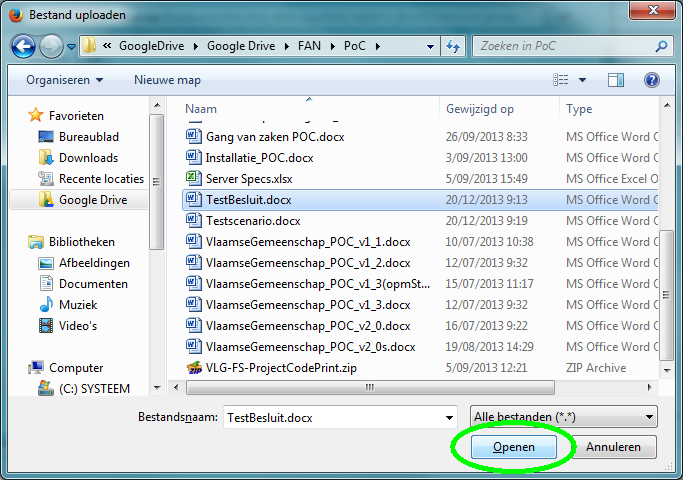 Bestand uploaden
« GoogleDrive Google Drive FAN PoC Zoeken in PoC
Organiseren Nieuwe map
Naam Gewijzigd op Type
Favorieten
Bureaublad
Downloads
Recente locaties
Google Drive
Bibliotheken
Afbeeldingen
Documenten
Muziek
Video's
Computer
(C:) SYSTEEM
Gang van zaken POC.docx 26/09/2013 8:33 MS Office Word
Installatie_POC.docx 3/09/2013 13:00 MS Office Word
Server Specs.xlsx 5/09/2013 15:49 MS Office Excel
TestBesluit.docx 20/12/2013 9:13 MS Office Word
Testscenario.docx 20/12/2013 9:19 MS Office Word
VlaamseGemeenschap_POC_v1_1.docx 10/07/2013 10:38 MS Office Word
VlaamseGemeenschap_POC_v1_2.docx 12/07/2013 9:32 MS Office Word
VlaamseGemeenschap_POC_v1_3(opmSt... 15/07/2013 11:17 MS Office Word
VlaamseGemeenschap_POC_v1_3.docx 12/07/2013 9:32 MS Office Word
VlaamseGemeenschap_POC_v2_0.docx 16/07/2013 9:22 MS Office Word
VlaamseGemeenschap_POC_v2_0s.docx 19/08/2013 14:29 MS Office Word
VLG-FS-ProjectCodePrint.zip 5/09/2013 12:21 ZIP Archive
Bestandsnaam: TestBesluit.docx Alle bestanden (*.*)
Openen Annuleren